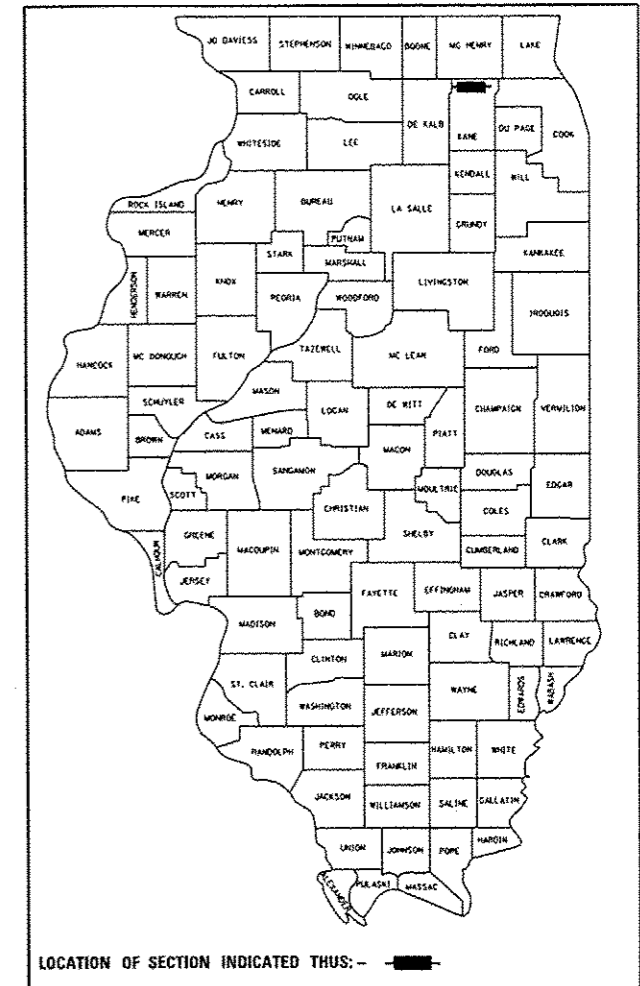 JO DAVIESS STEPHENSON WINNEBAGO BOONE MC HENRY LAKE
CARROLL OGLE
DE KALB KANE DU PAGE COOK
WHITESIDE LEE
KENDALL WILL
ROCK ISLAND HENRY BUREAU LA SALLE GRUNDY
MERCER PUTNAM
STARK MARSHALL KANKAKEE
HENDERSON WARREN KNOX PEORIA WOODFORD LIVINGSTON IROQUOIS
HANCOCK MC DONOUGH FULTON TAZEWELL MC LEAN FORD
MASON
SCHUYLER LOGAN DE WITT CHAMPAIGN VERMILION
ADAMS BROWN CASS MENARD PIATT
MACON
MORGAN SANGAMON DOUGLAS
PIKE SCOTT CHRISTIAN MOULTRIE COLES EDGAR
GREENE SHELBY
CALHOUN MACOUPIN MONTGOMERY CUMBERLAND CLARK
JERSEY FAYETTE EFFINGHAM JASPER CRAWFORD
MADISON BOND
CLAY RICHLAND LAWRENCE
CLINTON MARION
ST. CLAIR WAYNE EDWARDS WABASH
WASHINGTON JEFFERSON
MONROE
RANDOLPH PERRY HAMILTON WHITE
FRANKLIN
JACKSON WILLIAMSON SALINE GALLATIN
UNION JOHNSON POPE HARDIN
ALEXANDER PULASKI MASSAC
LOCATION OF SECTION INDICATED THUS: -